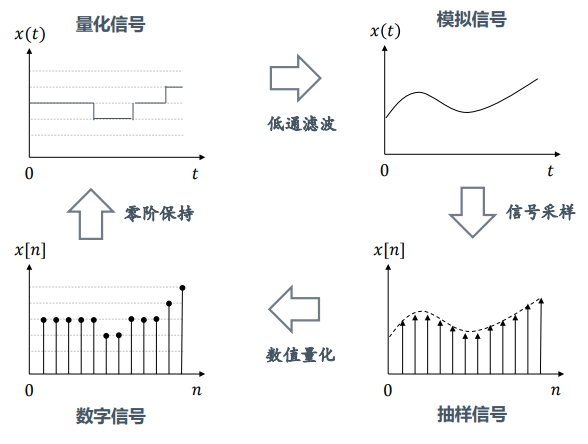 量化信号
x(t)
0
t
低通滤波
模拟信号
x(t)
0
t
信号采样
零阶保持
x[n]
0
n
数字信号
数值量化
x[n]
0
n
抽样信号